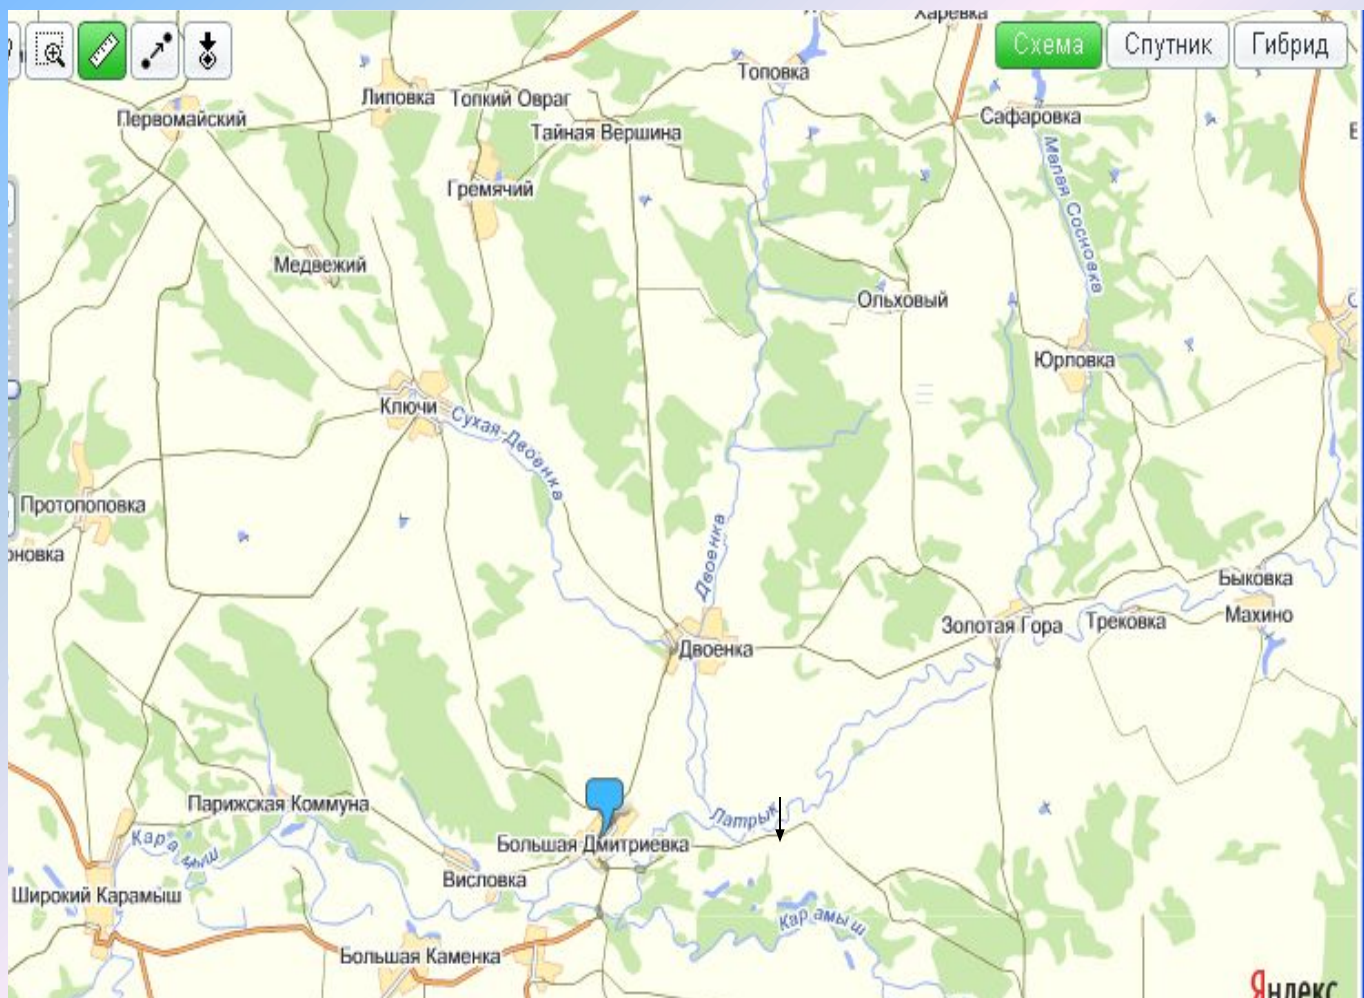 Харевка
Схема
Спутник
Гибрид
Топовка
Липовка
Топкий Овраг
Первомайский
Сафаровка
Тайная Вершина
Гремячий
Малая Сосновка
Медвежий
Ольховый
Юрловка
Ключи
Сухая-Двоенка
Протопоповка
Двоенка
оновка
Быковка
Золотая Гора
Трековка
Махино
Двоенка
Парижская Коммуна
Латрык
Карамыш
Большая Дмитриевка
Висловка
Широкий Карамыш
Карамыш
Большая Каменка
Яндекс